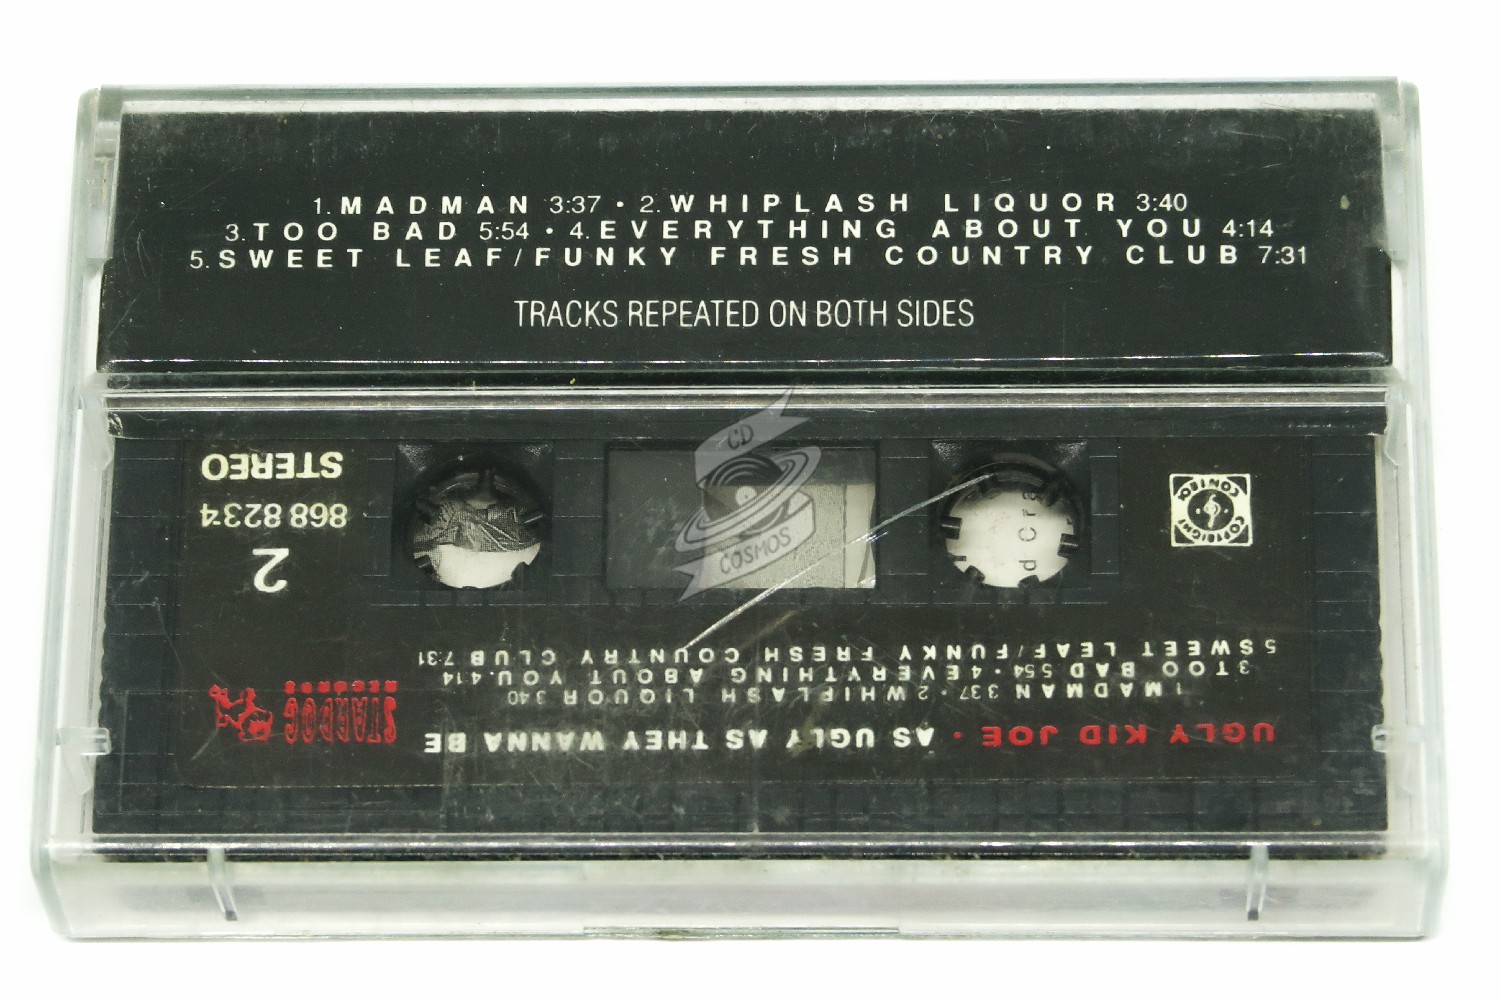 1. MADMAN 3:37 • 2. WHIPLASH LIQUOR 3:40
3. TOO BAD 5:54 • 4. EVERYTHING ABOUT YOU 4:14
5. SWEET LEAF/FUNKY FRESH COUNTRY CLUB 7:31
TRACKS REPEATED ON BOTH SIDES
CD
COSMOS
UGLY KID JOE • AS UGLY AS THEY WANNA BE
1 MADMAN 3 37 • 2 WHIPLASH LIQUOR 3 40
3 TOO BAD 5 54 • 4 EVERYTHING ABOUT YOU. 4 14
5 SWEET LEAF/FUNKY FRESH COUNTRY CLUB 7 31
STARDOG
RECORDS
2
868 823-4
STEREO
COPYRIGHT
CONTROL
d Cra